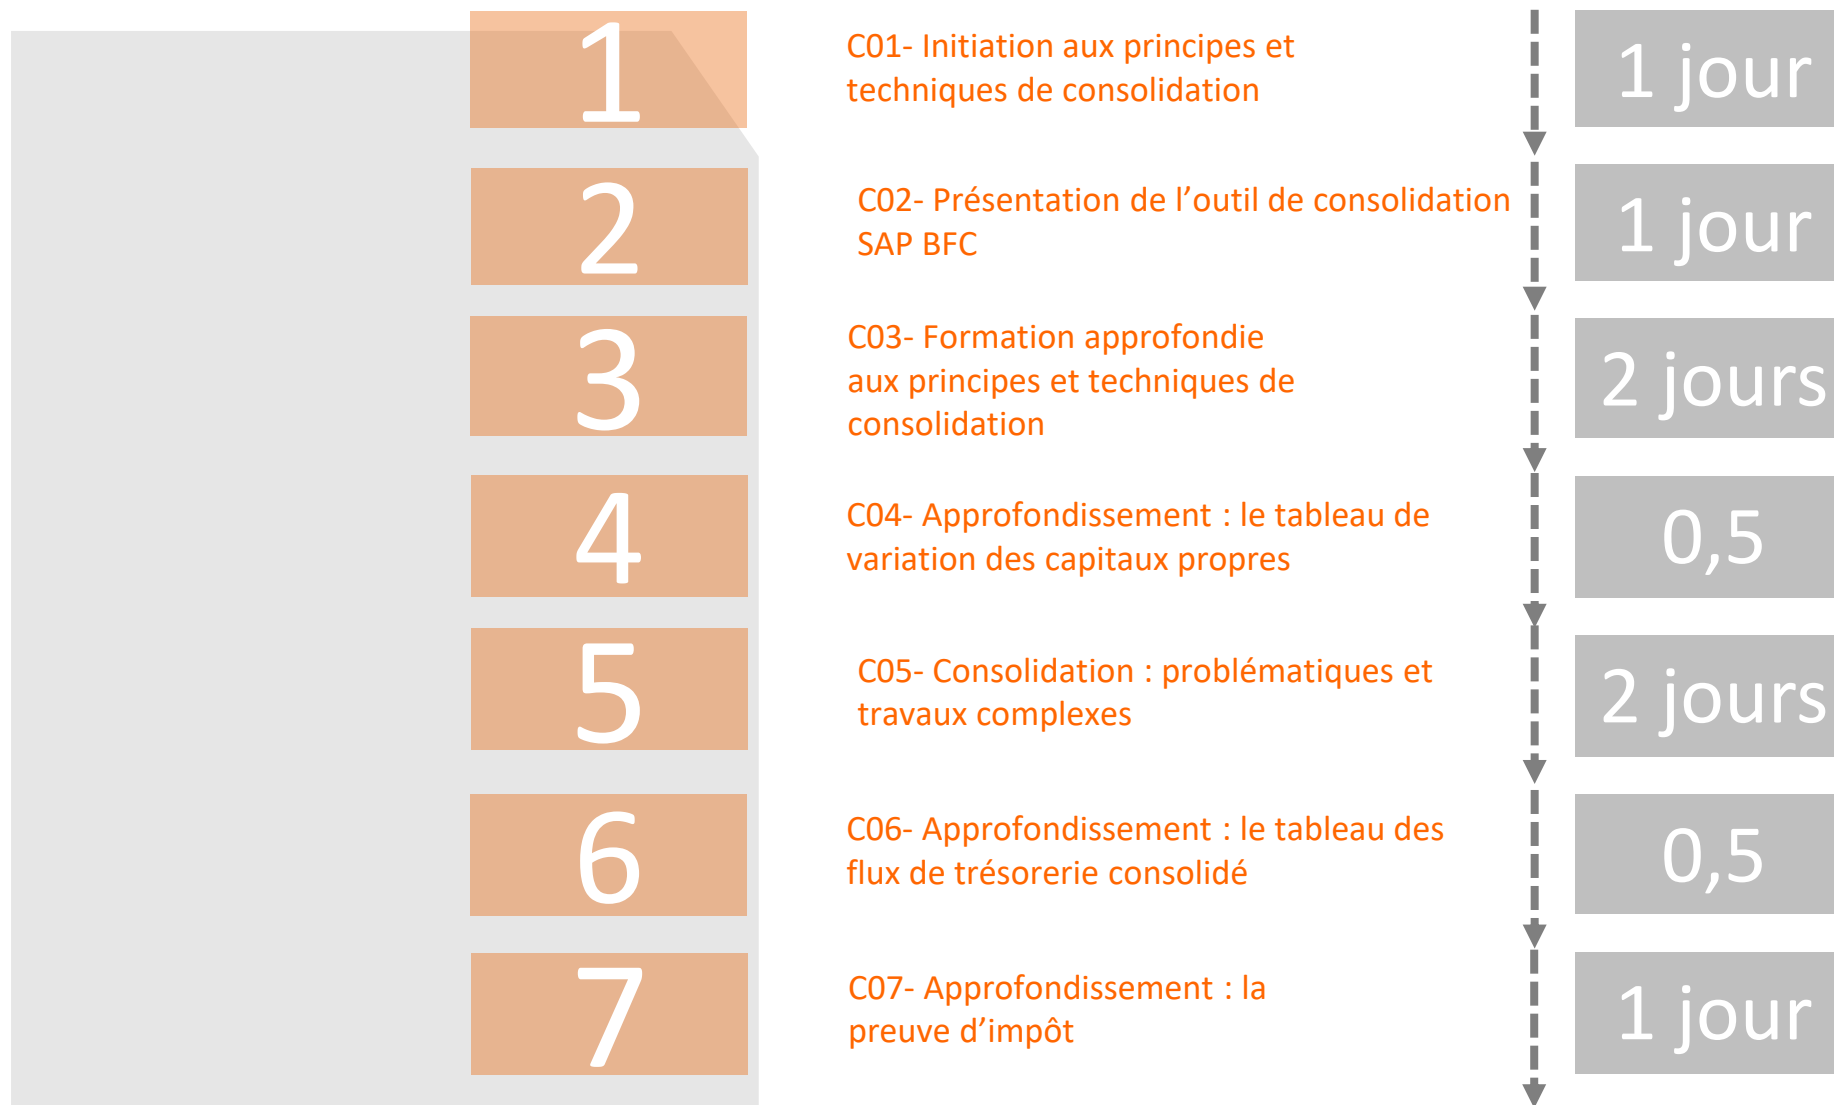 1
C01- Initiation aux principes et
techniques de consolidation
1 jour
2
C02- Présentation de l’outil de consolidation
SAP BFC
1 jour
3
C03- Formation approfondie
aux principes et techniques de
consolidation
2 jours
4
C04- Approfondissement : le tableau de
variation des capitaux propres
0,5
5
C05- Consolidation : problématiques et
travaux complexes
2 jours
6
C06- Approfondissement : le tableau des
flux de trésorerie consolidé
0,5
7
C07- Approfondissement : la
preuve d’impôt
1 jour